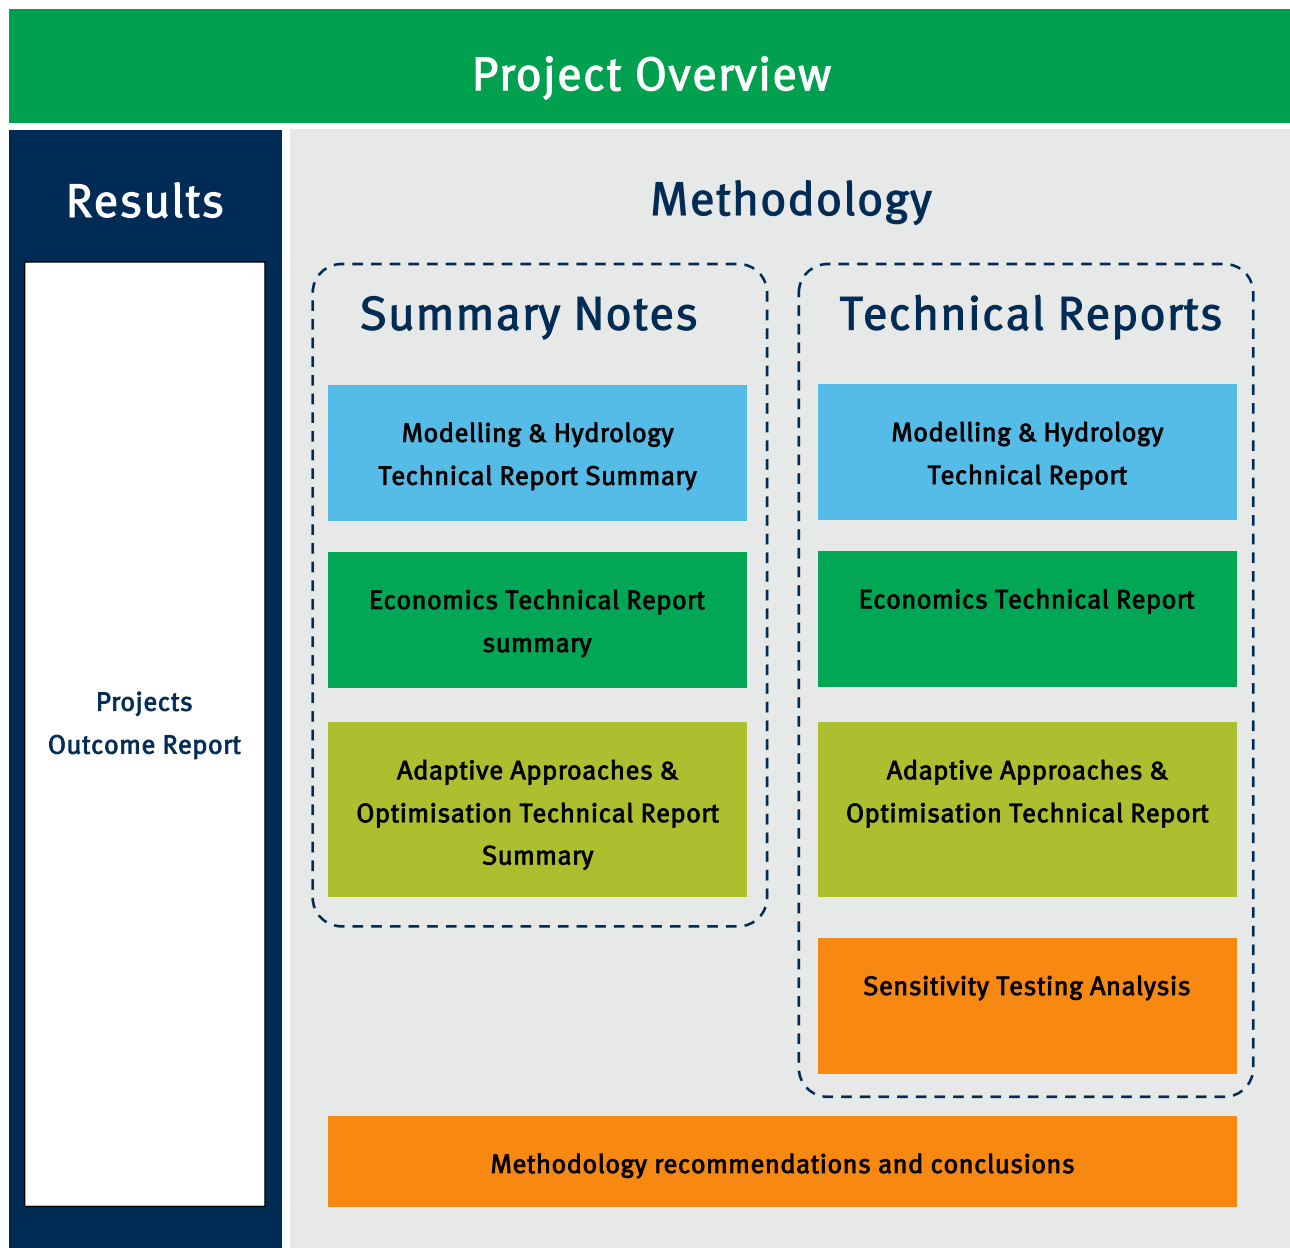 Project Overview
Results
Projects
Outcome Report
Methodology
Summary Notes
Modelling & Hydrology
Technical Report Summary
Economics Technical Report
summary
Adaptive Approaches &
Optimisation Technical Report
Summary
Technical Reports
Modelling & Hydrology
Technical Report
Economics Technical Report
Adaptive Approaches &
Optimisation Technical Report
Sensitivity Testing Analysis
Methodology recommendations and conclusions